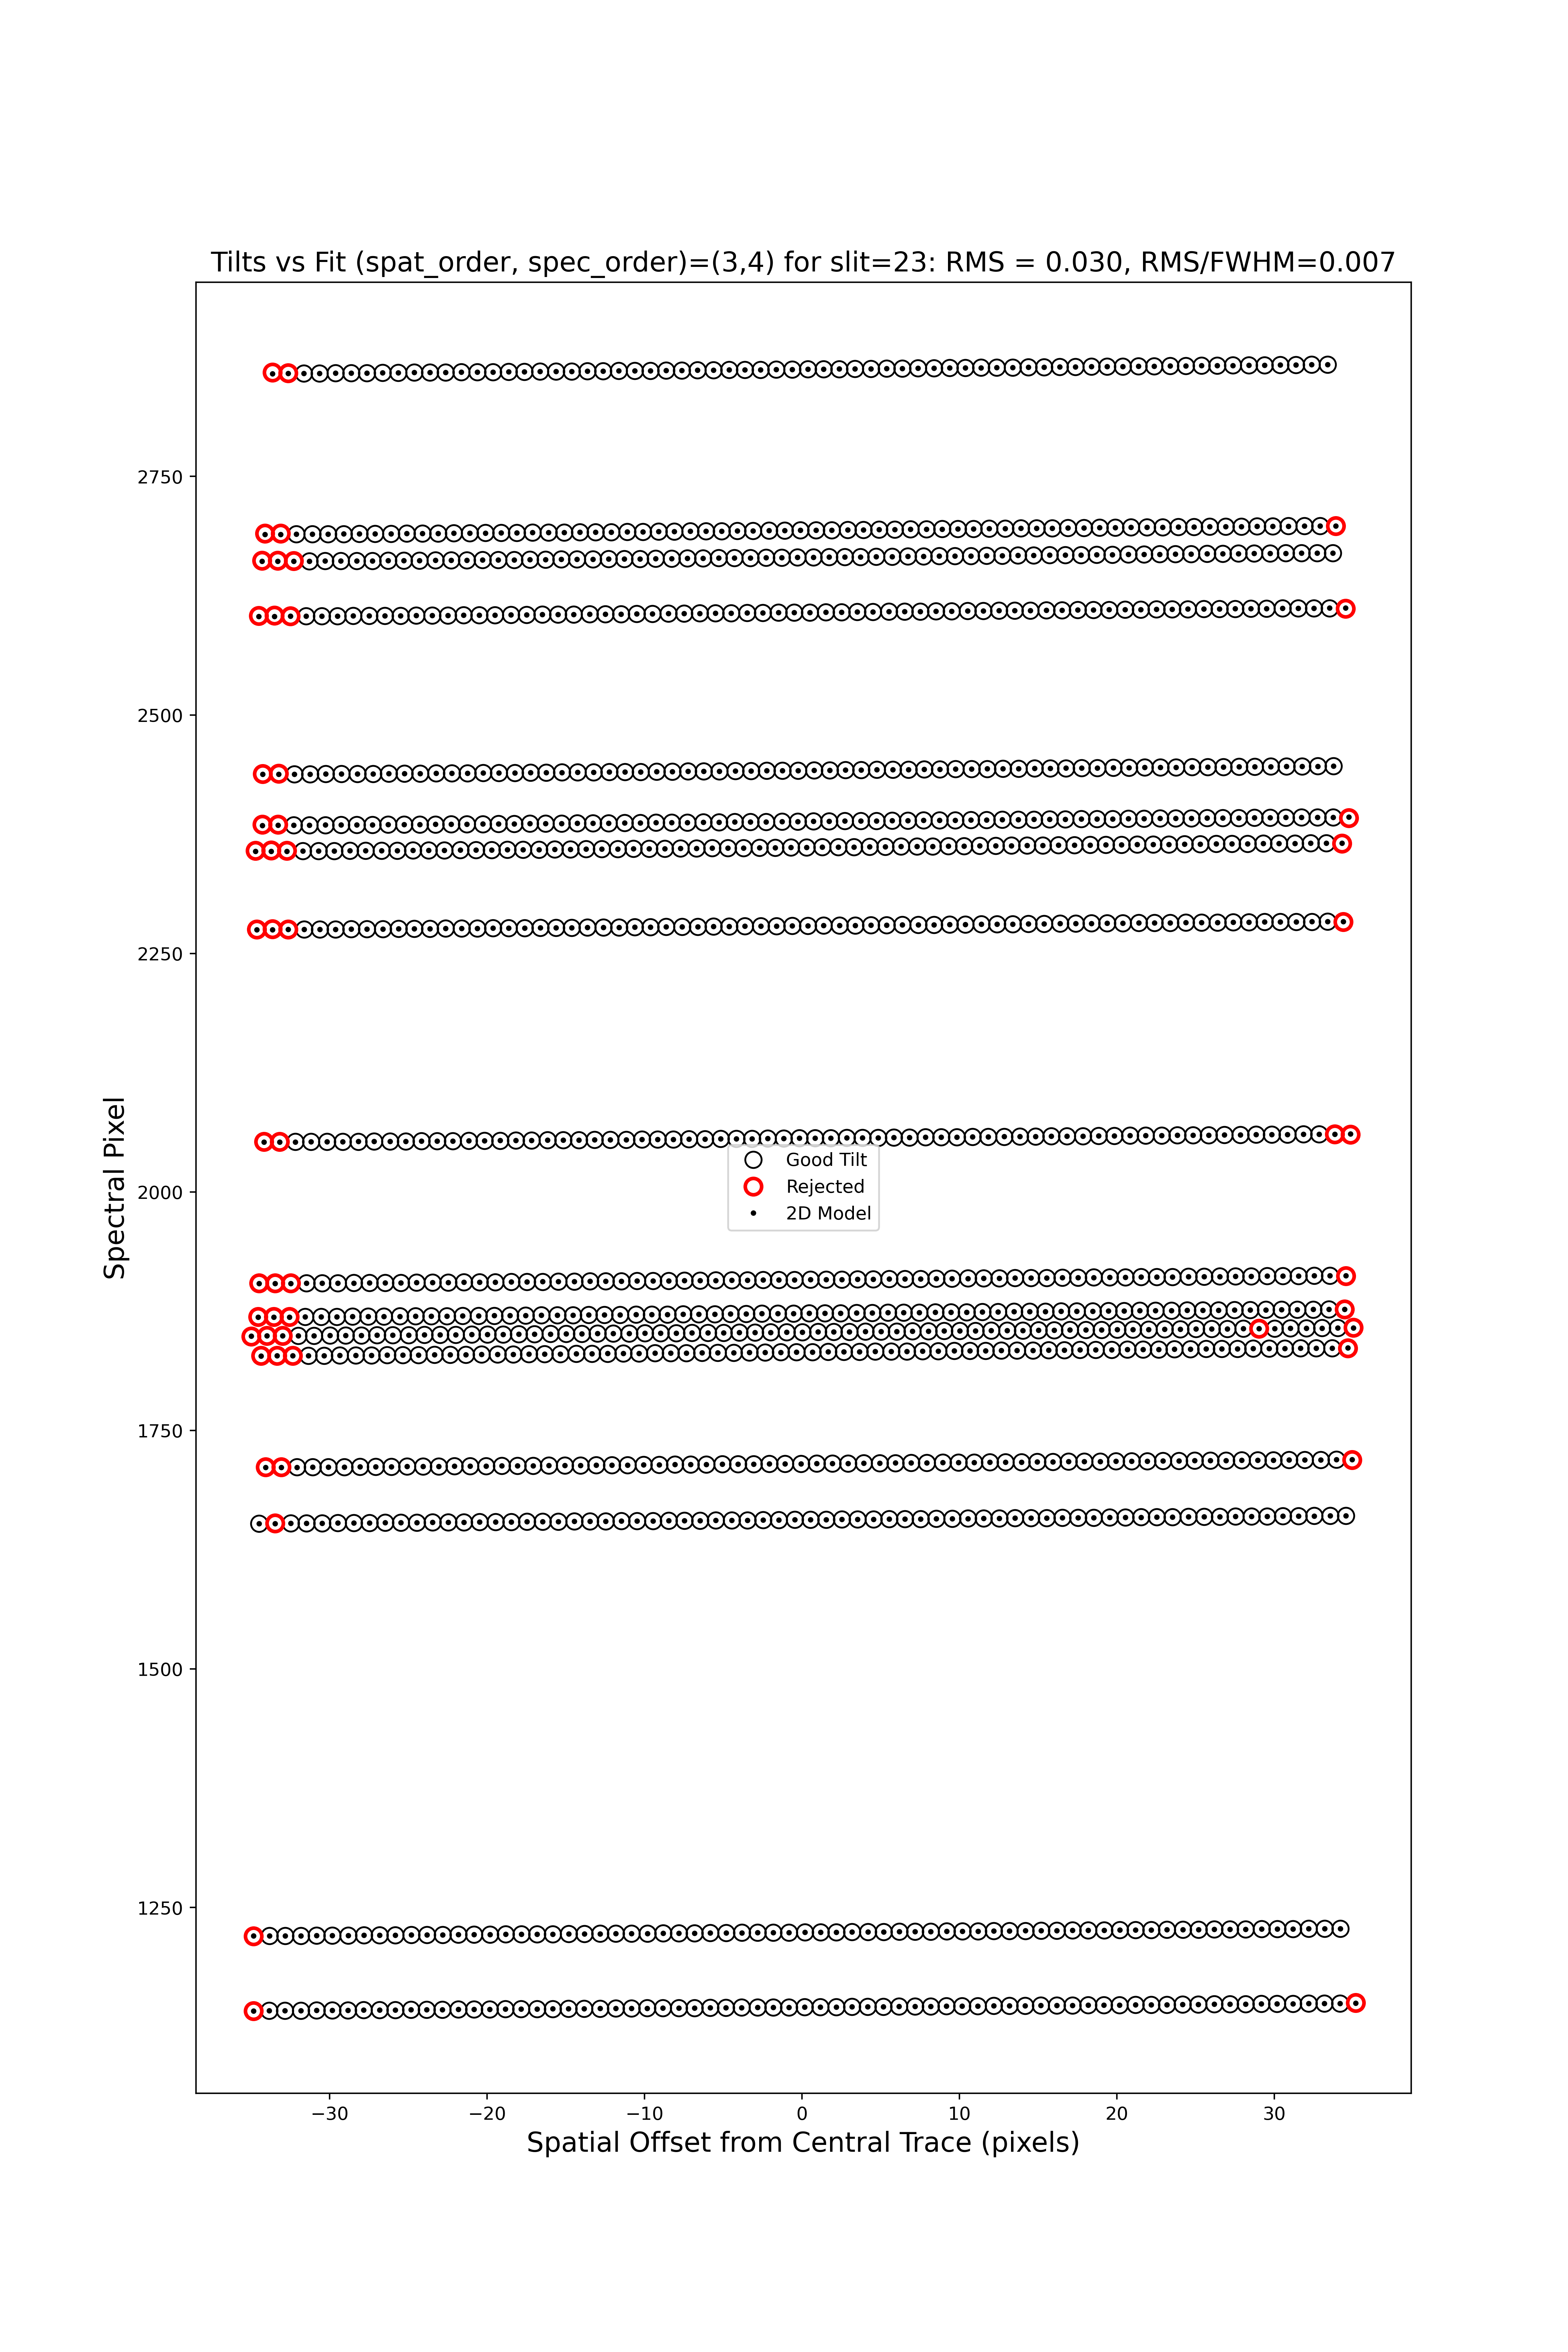 Tilts vs Fit (spat_order, spec_order)=(3,4) for slit=23: RMS = 0.030, RMS/FWHM=0.007
2750
2500
2250
2000
1750
1500
1250
Spectral Pixel
Good Tilt
Rejected
2D Model
−30 −20 −10 0 10 20 30
Spatial Offset from Central Trace (pixels)